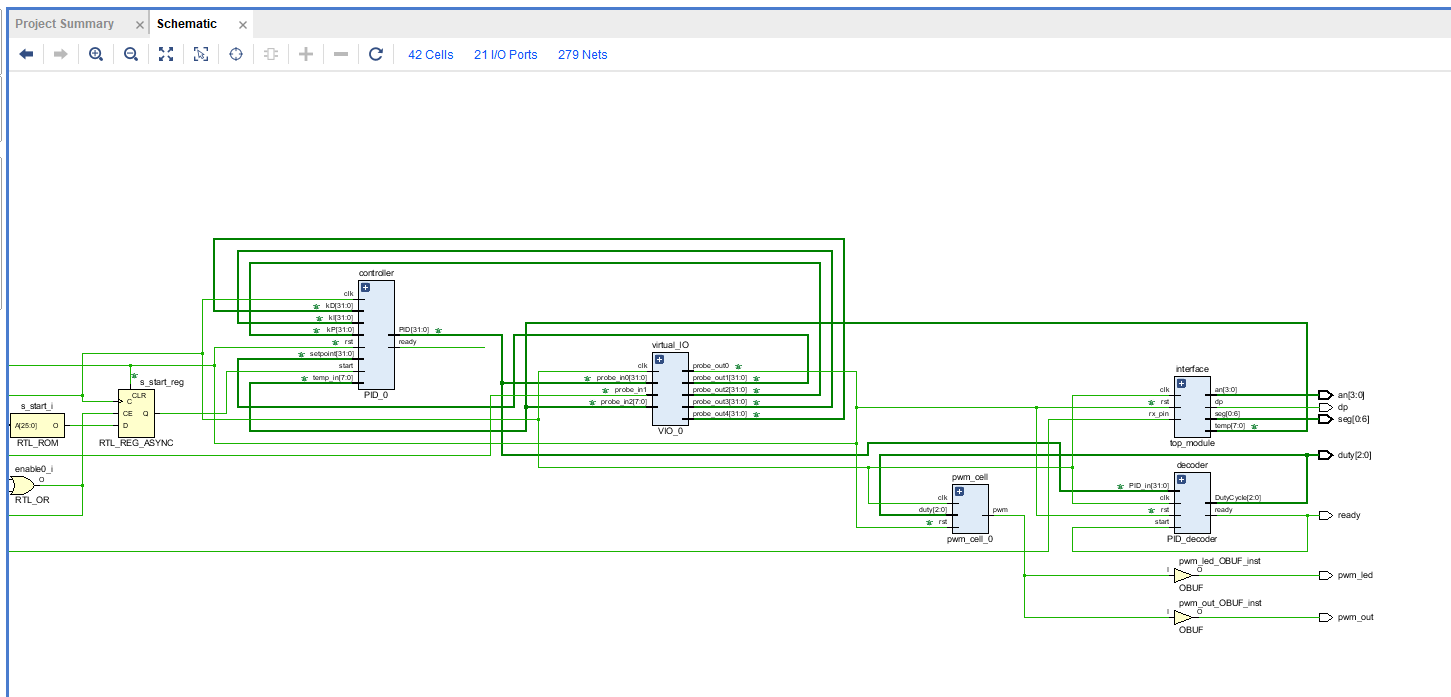 Project Summary
Schematic
42 Cells
21 I/O Ports
279 Nets
controller
clk
kD[31:0]
kI[31:0]
kP[31:0]
rst
setpoint[31:0]
start
temp_in[7:0]
PID[31:0]
ready
PID_0
virtual_IO
clk
probe_in0[31:0]
probe_in1
probe_in2[7:0]
probe_out0
probe_out1[31:0]
probe_out2[31:0]
probe_out3[31:0]
probe_out4[31:0]
VIO_0
interface
clk
rst
rx_pin
an[3:0]
dp
seg[0:6]
temp[7:0]
top_module
an[3:0]
dp
seg[0:6]
s_start_reg
CLR
C
CE
Q
D
RTL_REG_ASYNC
s_start_i
A[25:0]
O
RTL_ROM
enable0_i
O
RTL_OR
duty[2:0]
decoder
PID_in[31:0]
clk
rst
start
DutyCycle[2:0]
ready
PID_decoder
ready
pwm_cell
clk
duty[2:0]
rst
pwm
pwm_cell_0
pwm_led_OBUF_inst
I
O
OBUF
pwm_led
pwm_out_OBUF_inst
I
O
OBUF
pwm_out